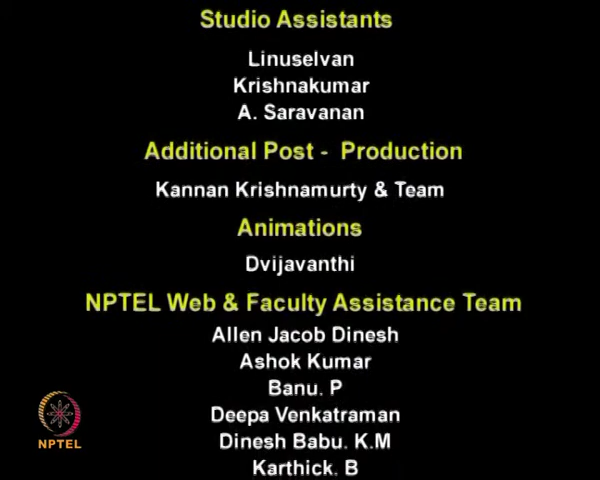 Studio Assistants
Linuselvan
Krishnakumar
A. Saravanan
Additional Post - Production
Kannan Krishnamurty & Team
Animations
Dvijavanthi
NPTEL Web & Faculty Assistance Team
Allen Jacob Dinesh
Ashok Kumar
Banu. P
Deepa Venkatraman
Dinesh Babu. K.M
Karthick. B
NPTEL